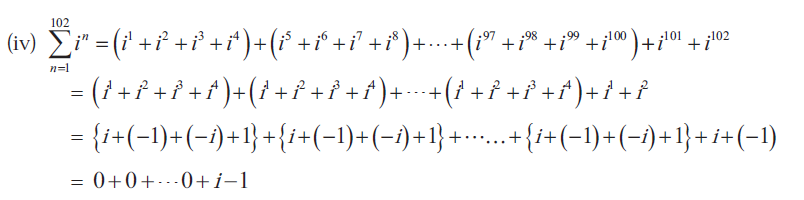 (iv) \sum_{n=1}^{102} i^n = (i^1 + i^2 + i^3 + i^4) + (i^5 + i^6 + i^7 + i^8) + ··· + (i^{97} + i^{98} + i^{99} + i^{100}) + i^{101} + i^{102}
= (i^1 + i^2 + i^3 + i^4) + (i^1 + i^2 + i^3 + i^4) + ··· + (i^1 + i^2 + i^3 + i^4) + i^1 + i^2
= {i + (−1) + (−i) + 1} + {i + (−1) + (−i) + 1} + ······ + {i + (−1) + (−i) + 1} + i + (−1)
= 0 + 0 + ··· 0 + i − 1